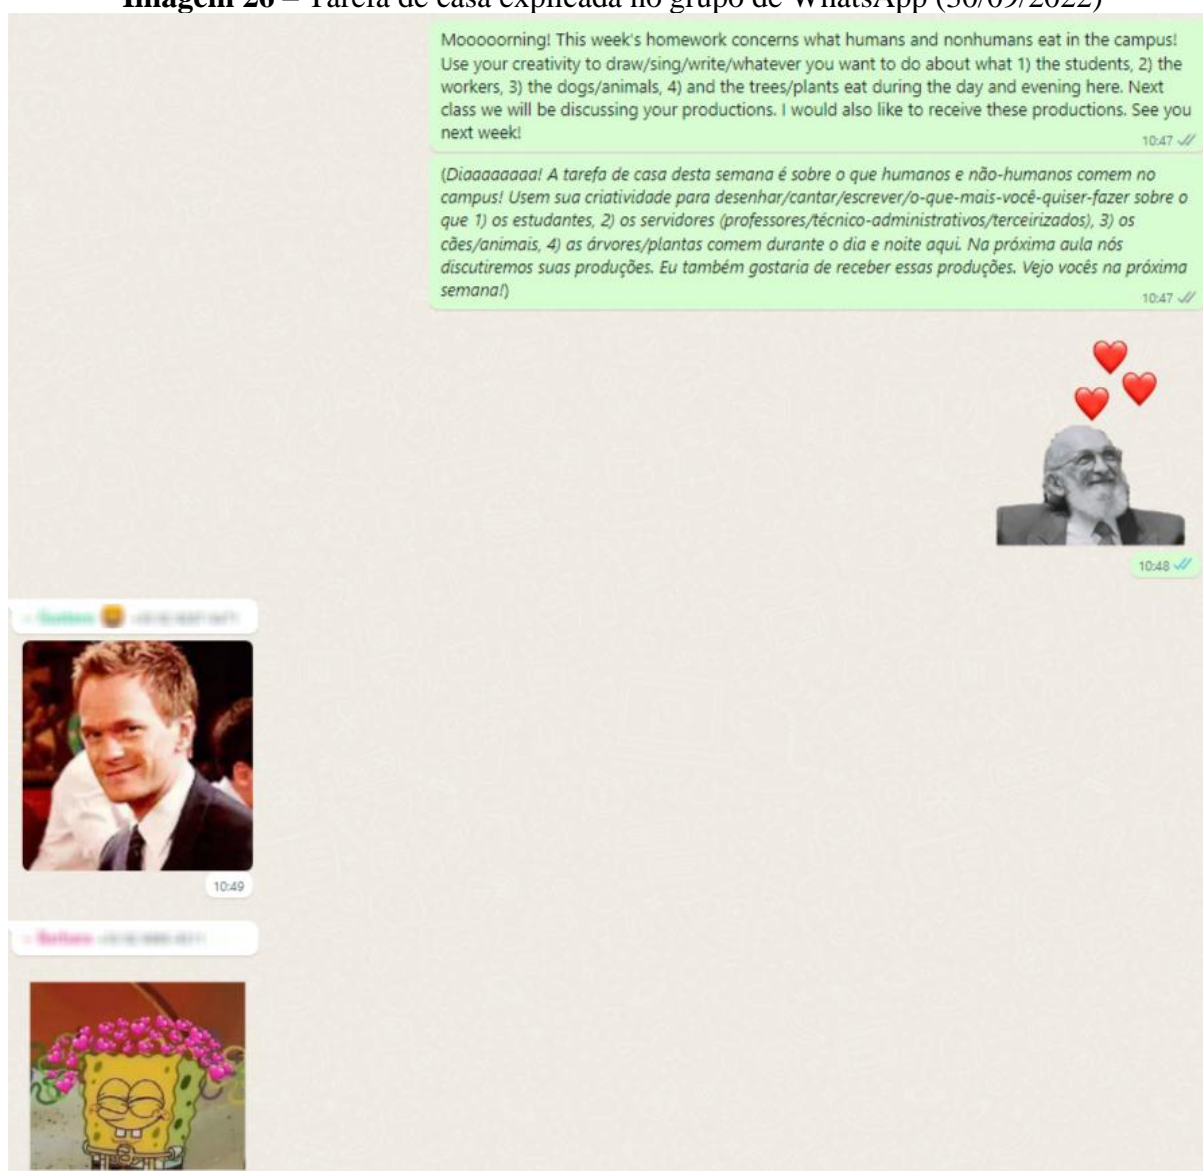 Imagem 26 – Tarefa de casa explicada no grupo de WhatsApp (30/09/2022)
Mooooorning! This week's homework concerns what humans and nonhumans eat in the campus!
Use your creativity to draw/sing/write/whatever you want to do about what 1) the students, 2) the
workers, 3) the dogs/animals, 4) and the trees/plants eat during the day and evening here. Next
class we will be discussing your productions. I would also like to receive these productions. See you
next week!
10:47
(Diaaaaaaaa! A tarefa de casa desta semana é sobre o que humanos e não-humanos comem no
campus! Usem sua criatividade para desenhar/cantar/escrever/o-que-mais-você-quiser-fazer sobre o
que 1) os estudantes, 2) os servidores (professores/técnico-administrativos/terceirizados), 3) os
cães/animais, 4) as árvores/plantas comem durante o dia e noite aqui. Na próxima aula nós
discutiremos suas produções. Eu também gostaria de receber essas produções. Vejo vocês na próxima
semana!)
10:47
10:48
10:49